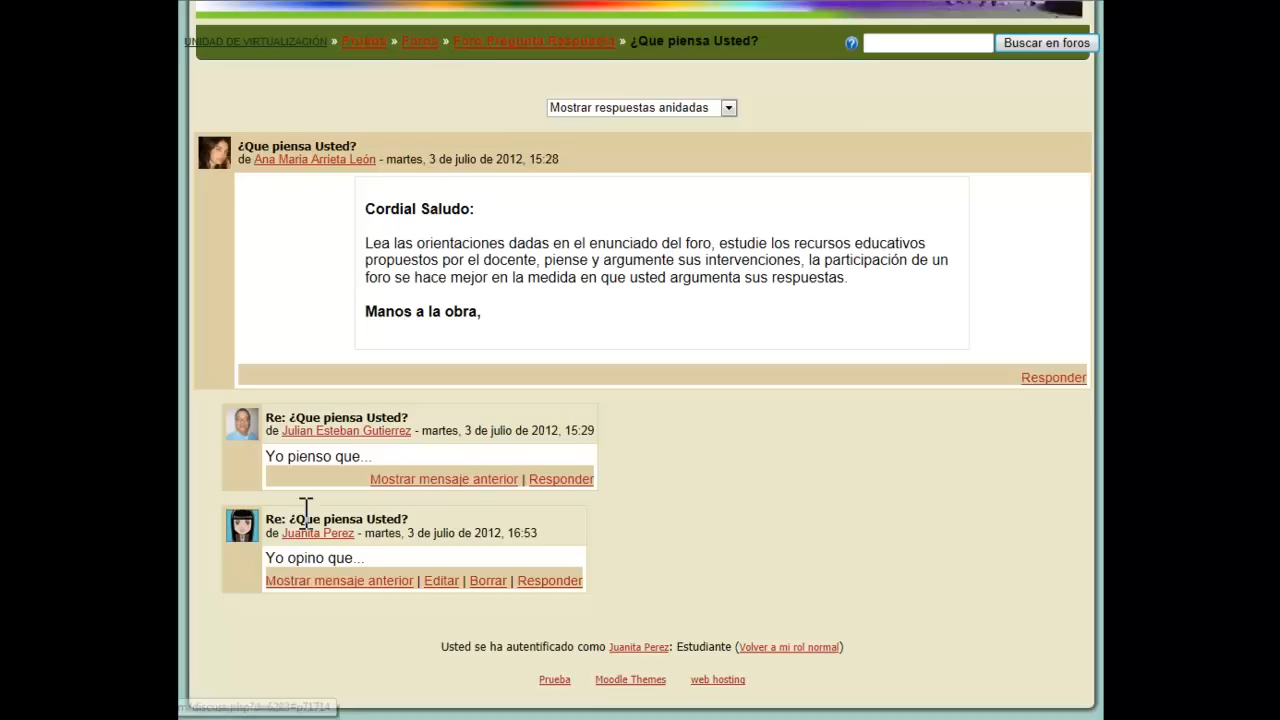 UNIDAD DE VIRTUALIZACIÓN » Pruebas » Foros » Foro Pregunta Respuesta » ¿Que piensa Usted?
Buscar en foros
Mostrar respuestas anidadas
¿Que piensa Usted?
de Ana Maria Arrieta León - martes, 3 de julio de 2012, 15:28
Cordial Saludo:
Lea las orientaciones dadas en el enunciado del foro, estudie los recursos educativos
propuestos por el docente, piense y argumente sus intervenciones, la participación de un
foro se hace mejor en la medida en que usted argumenta sus respuestas.
Manos a la obra,
Responder
Re: ¿Que piensa Usted?
de Julian Esteban Gutierrez - martes, 3 de julio de 2012, 15:29
Yo pienso que...
Mostrar mensaje anterior | Responder
Re: ¿Que piensa Usted?
de Juanita Perez - martes, 3 de julio de 2012, 16:53
Yo opino que...
Mostrar mensaje anterior | Editar | Borrar | Responder
Usted se ha autentificado como Juanita Perez: Estudiante (Volver a mi rol normal)
Prueba Moodle Themes web hosting